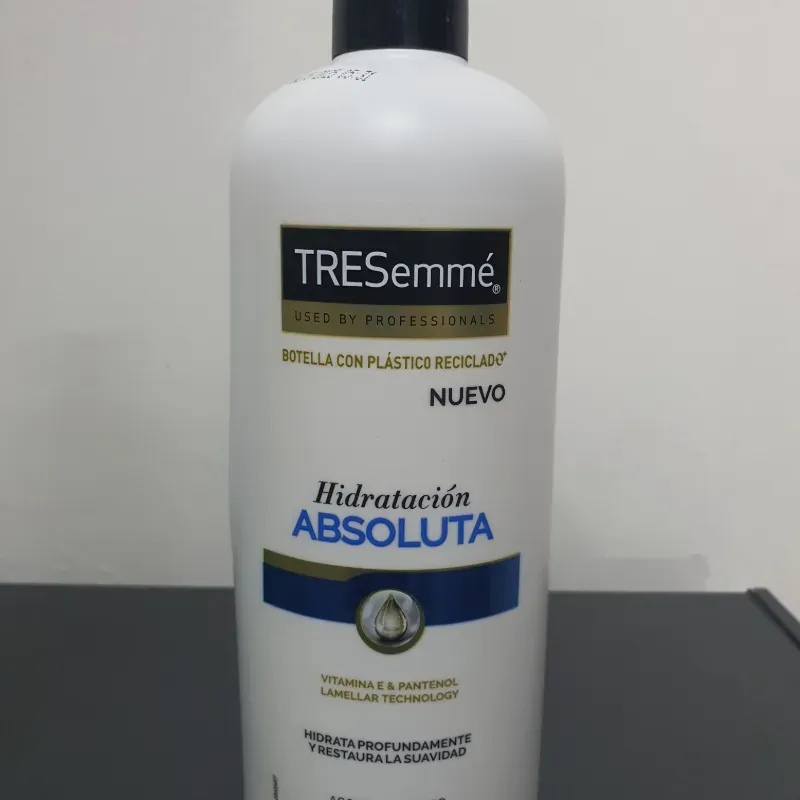 TRESemmé®
USED BY PROFESSIONALS
BOTELLA CON PLÁSTICO RECICLADO*
NUEVO
Hidratación
ABSOLUTA
VITAMINA E & PANTENOL
LAMELLAR TECHNOLOGY
HIDRATA PROFUNDAMENTE
Y RESTAURA LA SUAVIDAD